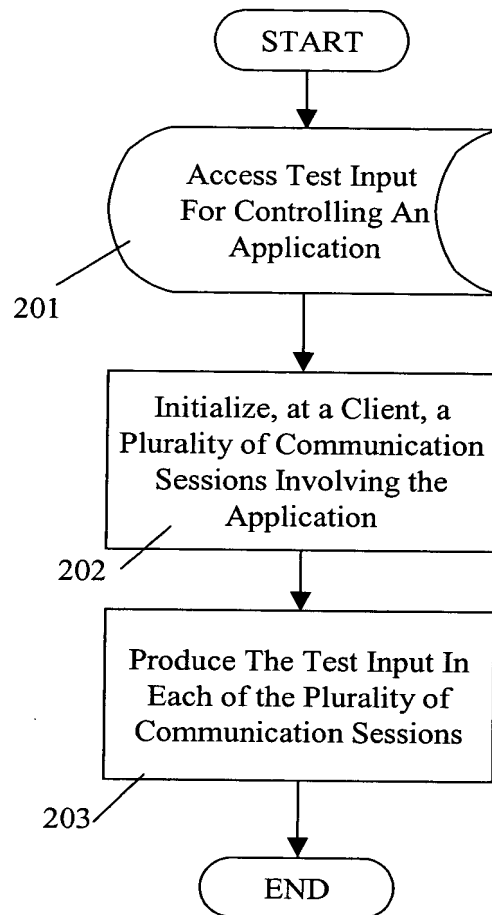 START
Access Test Input
For Controlling An
Application
201
Initialize, at a Client, a
Plurality of Communication
Sessions Involving the
Application
202
Produce The Test Input In
Each of the Plurality of
Communication Sessions
203
END